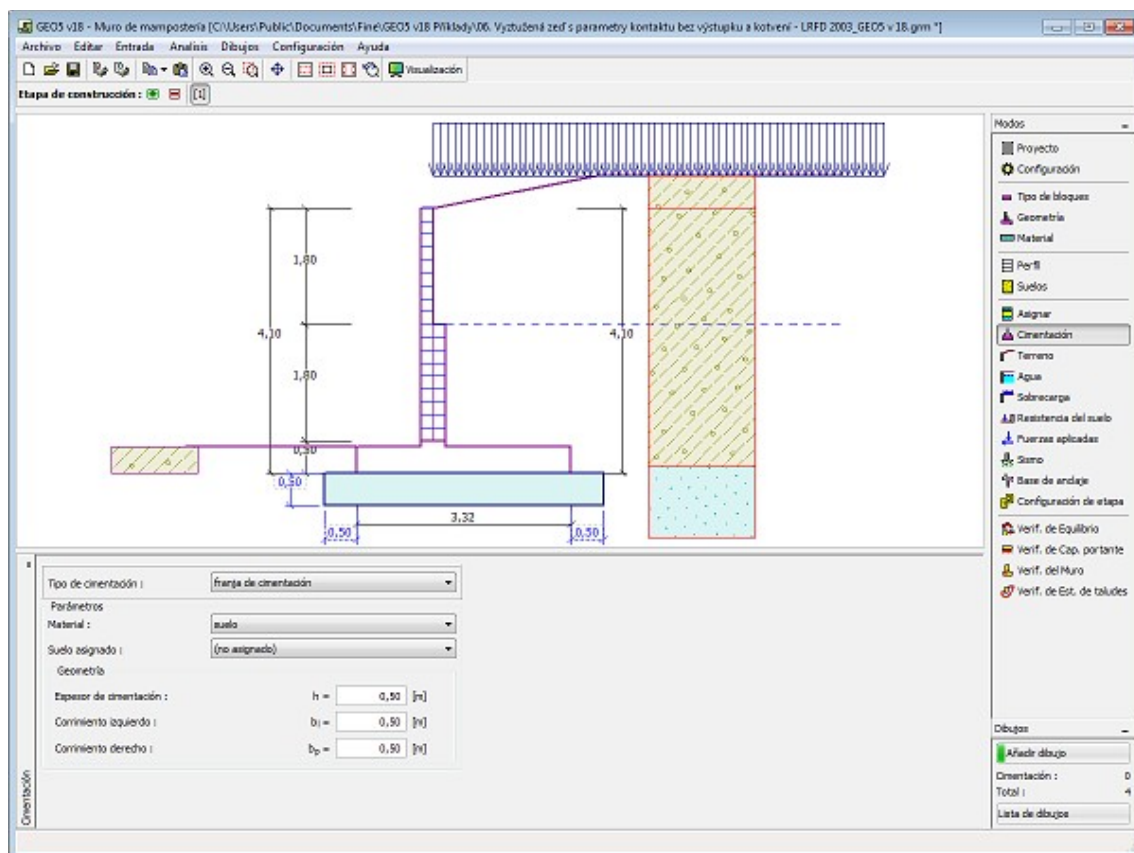 GEO5 v18 - Muro de mampostería [C:\Users\Public\Documents\Fine\GEO5 v18 Příklady\06. Vyztužená zeď s parametry kontaktu bez výstupku a kotvení - LRFD 2003_GEO5 v 18.grm *]
Archivo Editar Entrada Analisis Dibujos Configuración Ayuda
Visualización
Etapa de construcción : [1]
1,80
4,10
4,10
1,80
0,50
0,50
3,32
0,50
0,50
Modos
Proyecto
Configuración
Tipo de bloques
Geometría
Material
Perfil
Suelos
Asignar
Cimentación
Terreno
Agua
Sobrecarga
Resistencia del suelo
Fuerzas aplicadas
Sismo
Base de anclaje
Configuración de etapa
Verif. de Equilibrio
Verif. de Cap. portante
Verif. del Muro
Verif. de Est. de taludes
Tipo de cimentación : franja de cimentación
Parámetros
Material : suelo
Suelo asignado : (no asignado)
Geometría
Espesor de cimentación : h = 0,50 [m]
Corrimiento izquierdo : bl = 0,50 [m]
Corrimiento derecho : bp = 0,50 [m]
Cimentación
Dibujos
Añadir dibujo
Cimentación : 0
Total : 4
Lista de dibujos